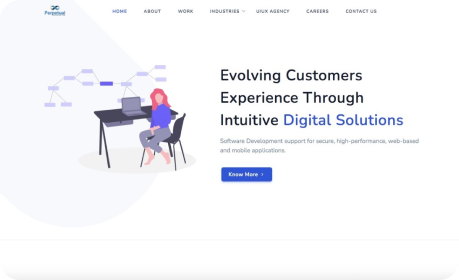 Perpetual
HOME ABOUT WORK INDUSTRIES UI/UX AGENCY CAREERS CONTACT US
Evolving Customers
Experience Through
Intuitive Digital Solutions
Software Development support for secure, high-performance, web-based
and mobile applications.
Know More ›